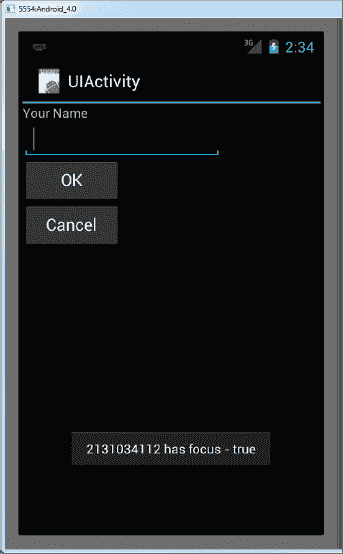 5554:Android_4.0
3G 2:34
UIActivity
Your Name
OK
Cancel
2131034112 has focus - true